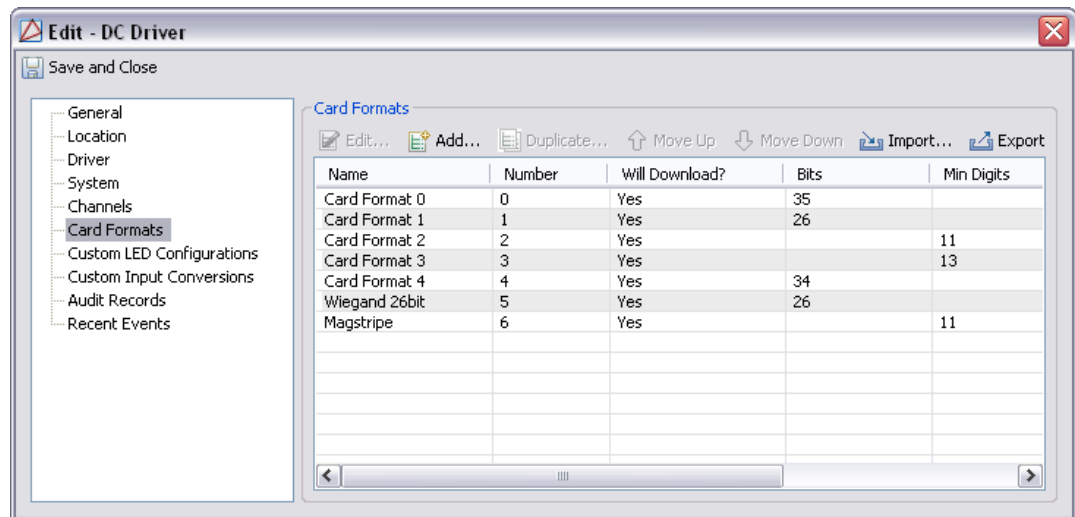 Edit - DC Driver
Save and Close
General
Location
Driver
System
Channels
Card Formats
Custom LED Configurations
Custom Input Conversions
Audit Records
Recent Events
Card Formats
Edit... Add... Duplicate... Move Up Move Down Import... Export
Name Number Will Download? Bits Min Digits
Card Format 0 0 Yes 35
Card Format 1 1 Yes 26
Card Format 2 2 Yes 11
Card Format 3 3 Yes 13
Card Format 4 4 Yes 34
Wiegand 26bit 5 Yes 26
Magstripe 6 Yes 11